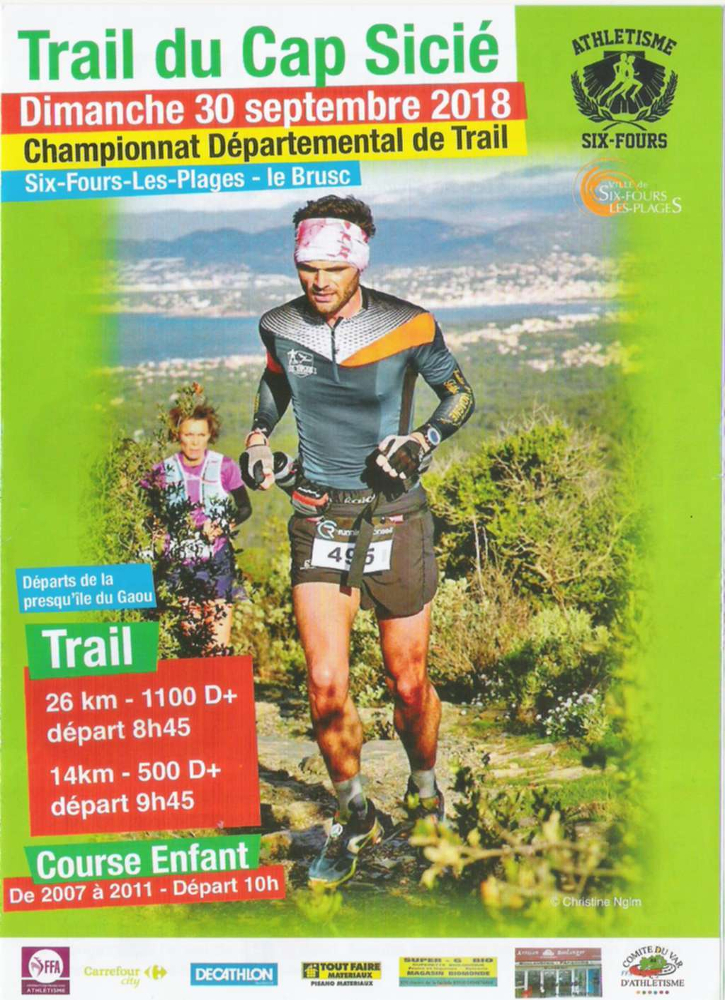 Trail du Cap Sicié
Dimanche 30 septembre 2018
Championnat Départemental de Trail
Six-Fours-Les-Plages - le Brusc
ATHLETISME
SIX-FOURS
SIX-FOURS
LES-PLAGES
495
Départs de la
presqu'île du Gaou
Trail
26 km - 1100 D+
départ 8h45
14km - 500 D+
départ 9h45
Course Enfant
De 2007 à 2011 - Départ 10h
© Christine Nglm
FFA
ATHLETISME
Carrefour
city
DECATHLON
TOUT FAIRE
MATERIAUX
PISANO MATERIAUX
SUPER - G BIO
MAGASIN BIOMONDE
COMITE DU VAR
D'ATHLETISME